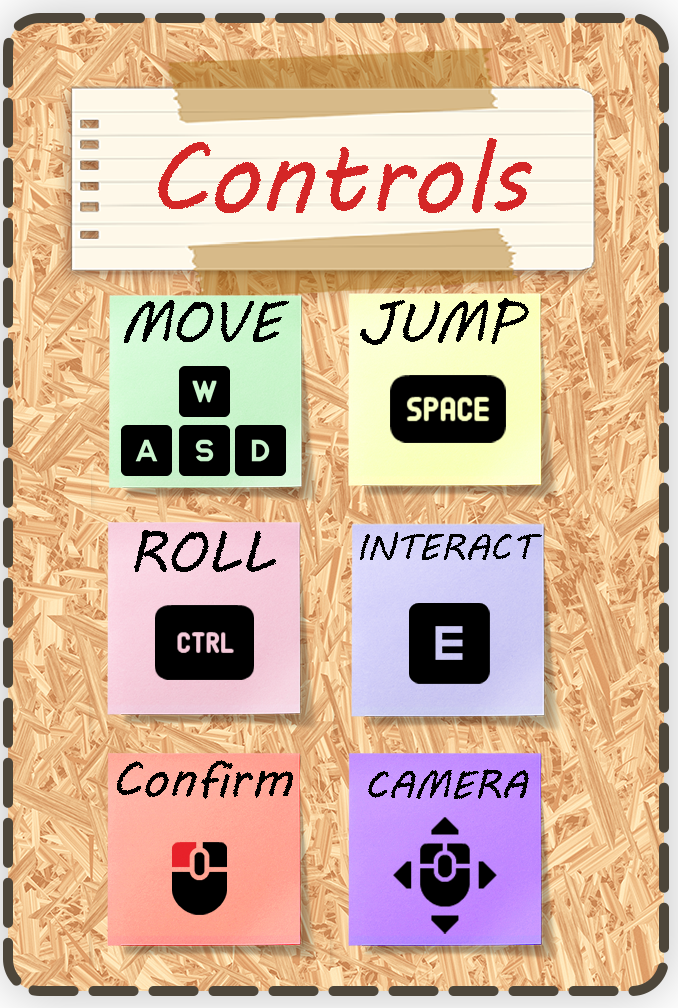 Controls
MOVE
W
A S D
JUMP
SPACE
ROLL
CTRL
INTERACT
E
Confirm
CAMERA